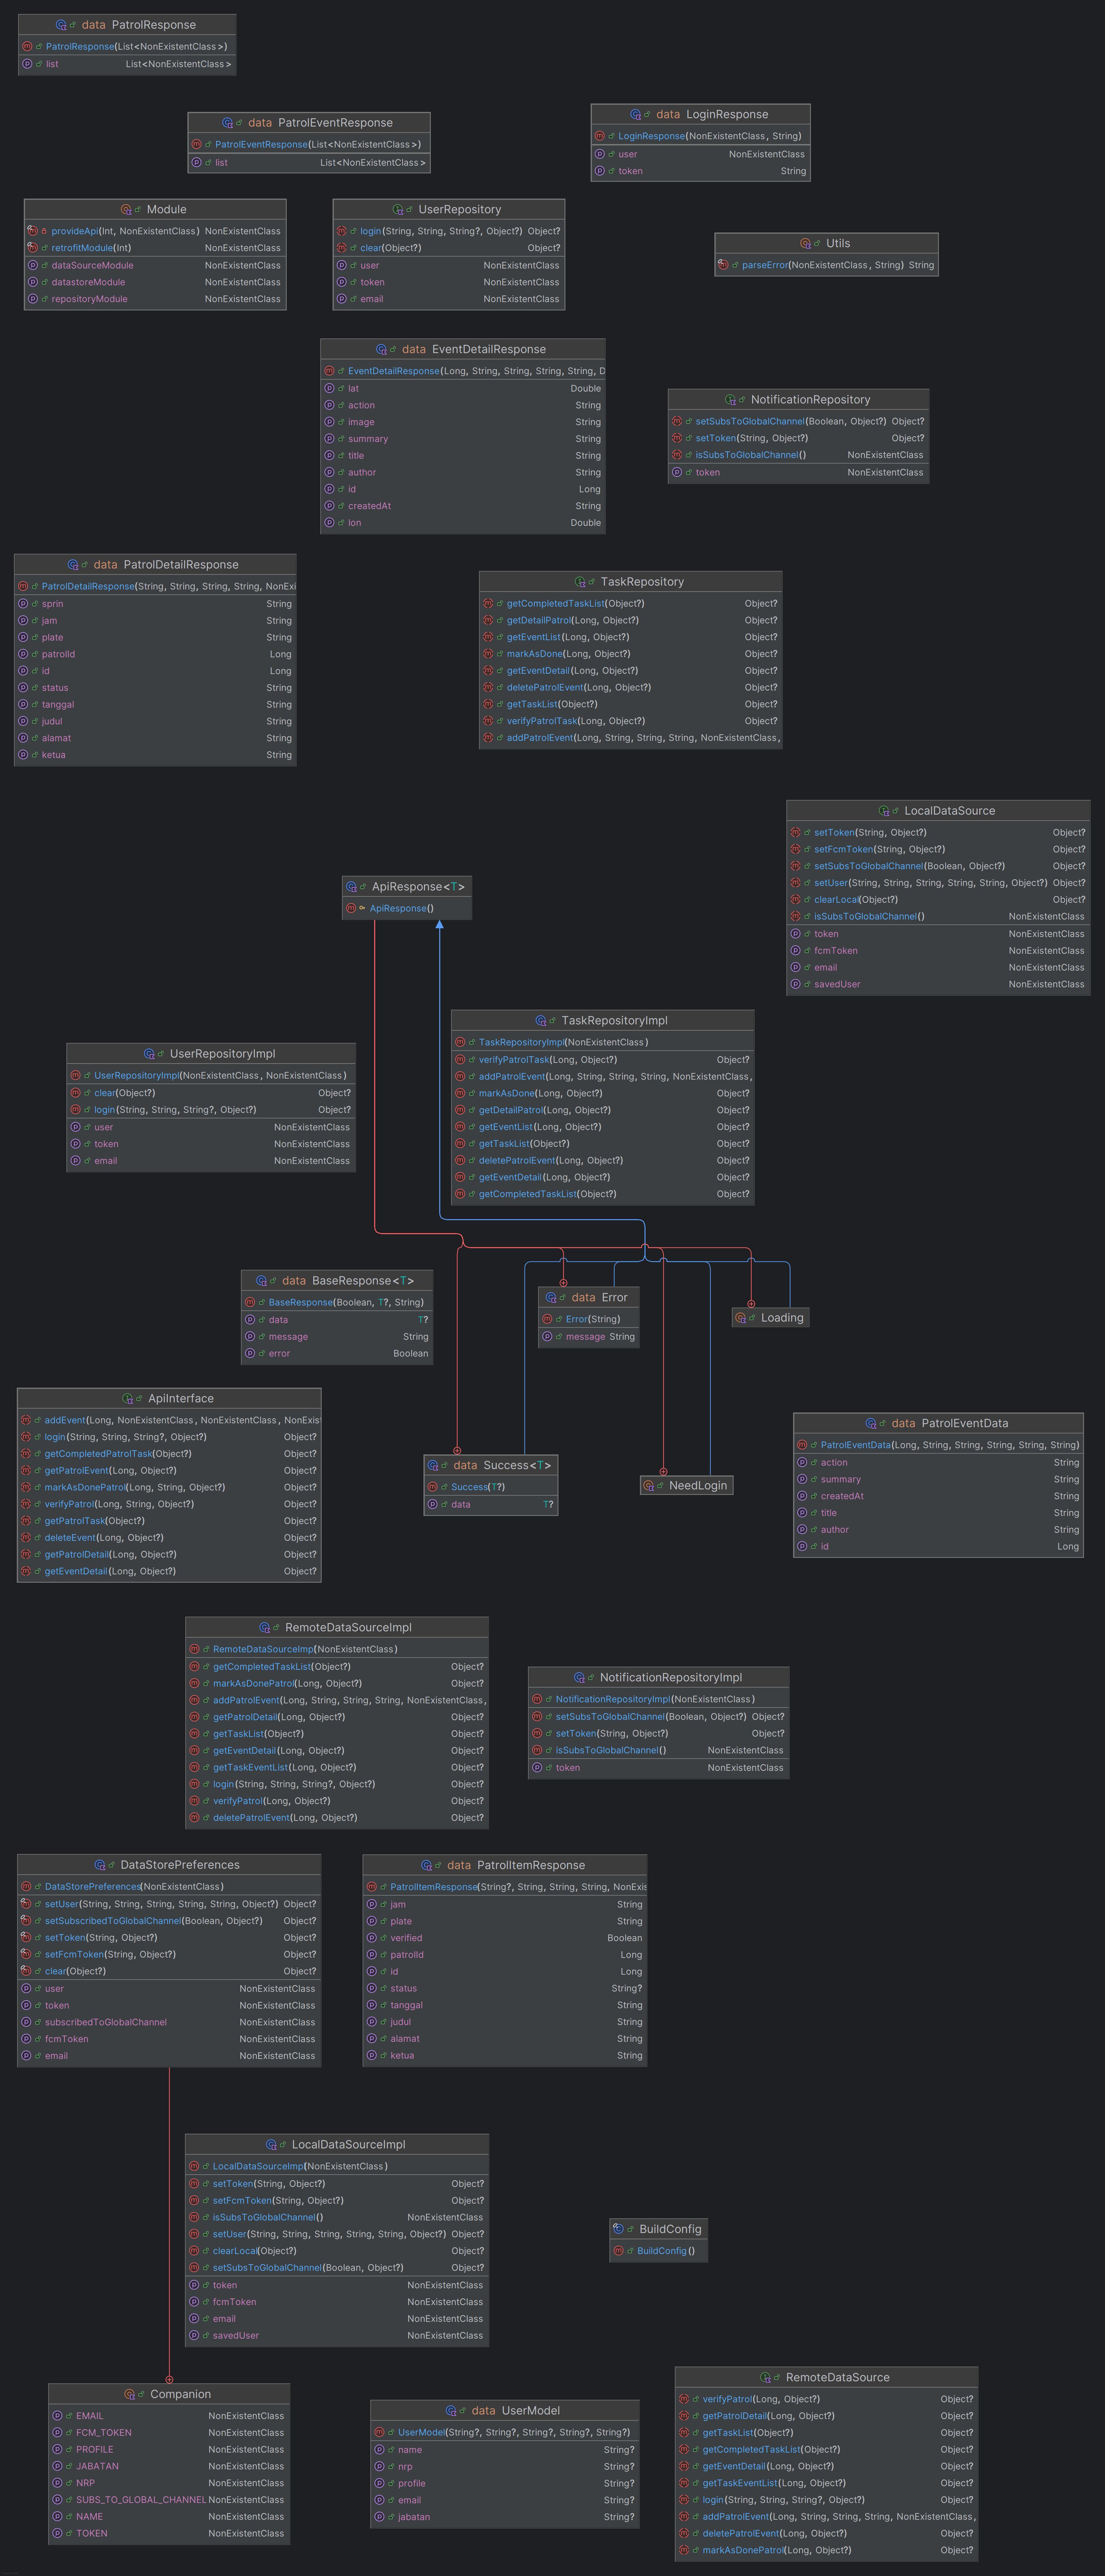 data PatrolResponse
PatrolResponse(List<NonExistentClass>)
list List<NonExistentClass>
data PatrolEventResponse
PatrolEventResponse(List<NonExistentClass>)
list List<NonExistentClass>
data LoginResponse
LoginResponse(NonExistentClass, String)
user NonExistentClass
token String
Module
provideApi(Int, NonExistentClass) NonExistentClass
retrofitModule(Int) NonExistentClass
dataSourceModule NonExistentClass
datastoreModule NonExistentClass
repositoryModule NonExistentClass
UserRepository
login(String, String, String?, Object?) Object?
clear(Object?) Object?
user NonExistentClass
token NonExistentClass
email NonExistentClass
Utils
parseError(NonExistentClass, String) String
data EventDetailResponse
EventDetailResponse(Long, String, String, String, String, D
lat Double
action String
image String
summary String
title String
author String
id Long
createdAt String
lon Double
NotificationRepository
setSubsToGlobalChannel(Boolean, Object?) Object?
setToken(String, Object?) Object?
isSubsToGlobalChannel() NonExistentClass
token NonExistentClass
data PatrolDetailResponse
PatrolDetailResponse(String, String, String, String, NonExi
sprin String
jam String
plate String
patrolId Long
id Long
status String
tanggal String
judul String
alamat String
ketua String
TaskRepository
getCompletedTaskList(Object?) Object?
getDetailPatrol(Long, Object?) Object?
getEventList(Long, Object?) Object?
markAsDone(Long, Object?) Object?
getEventDetail(Long, Object?) Object?
deletePatrolEvent(Long, Object?) Object?
getTaskList(Object?) Object?
verifyPatrolTask(Long, Object?) Object?
addPatrolEvent(Long, String, String, String, NonExistentClass,
LocalDataSource
setToken(String, Object?) Object?
setFcmToken(String, Object?) Object?
setSubsToGlobalChannel(Boolean, Object?) Object?
setUser(String, String, String, String, String, Object?) Object?
clearLocal(Object?) Object?
isSubsToGlobalChannel() NonExistentClass
token NonExistentClass
fcmToken NonExistentClass
email NonExistentClass
savedUser NonExistentClass
ApiResponse<T>
ApiResponse()
TaskRepositoryImpl
TaskRepositoryImpl(NonExistentClass)
verifyPatrolTask(Long, Object?) Object?
addPatrolEvent(Long, String, String, String, NonExistentClass,
markAsDone(Long, Object?) Object?
getDetailPatrol(Long, Object?) Object?
getEventList(Long, Object?) Object?
getTaskList(Object?) Object?
deletePatrolEvent(Long, Object?) Object?
getEventDetail(Long, Object?) Object?
getCompletedTaskList(Object?) Object?
UserRepositoryImpl
UserRepositoryImpl(NonExistentClass, NonExistentClass)
clear(Object?) Object?
login(String, String, String?, Object?) Object?
user NonExistentClass
token NonExistentClass
email NonExistentClass
data BaseResponse<T>
BaseResponse(Boolean, T?, String)
data T?
message String
error Boolean
data Error
Error(String)
message String
Loading
ApiInterface
addEvent(Long, NonExistentClass, NonExistentClass, NonExist
login(String, String, String?, Object?) Object?
getCompletedPatrolTask(Object?) Object?
getPatrolEvent(Long, Object?) Object?
markAsDonePatrol(Long, String, Object?) Object?
verifyPatrol(Long, String, Object?) Object?
getPatrolTask(Object?) Object?
deleteEvent(Long, Object?) Object?
getPatrolDetail(Long, Object?) Object?
getEventDetail(Long, Object?) Object?
data Success<T>
Success(T?)
data T?
NeedLogin
data PatrolEventData
PatrolEventData(Long, String, String, String, String, String)
action String
summary String
createdAt String
title String
author String
id Long
RemoteDataSourceImpl
RemoteDataSourceImpl(NonExistentClass)
getCompletedTaskList(Object?) Object?
markAsDonePatrol(Long, Object?) Object?
addPatrolEvent(Long, String, String, String, NonExistentClass,
getPatrolDetail(Long, Object?) Object?
getTaskList(Object?) Object?
getEventDetail(Long, Object?) Object?
getTaskEventList(Long, Object?) Object?
login(String, String, String?, Object?) Object?
verifyPatrol(Long, Object?) Object?
deletePatrolEvent(Long, Object?) Object?
NotificationRepositoryImpl
NotificationRepositoryImpl(NonExistentClass)
setSubsToGlobalChannel(Boolean, Object?) Object?
setToken(String, Object?) Object?
isSubsToGlobalChannel() NonExistentClass
token NonExistentClass
DataStorePreferences
DataStorePreferences(NonExistentClass)
setUser(String, String, String, String, String, Object?) Object?
setSubscribedToGlobalChannel(Boolean, Object?) Object?
setToken(String, Object?) Object?
setFcmToken(String, Object?) Object?
clear(Object?) Object?
user NonExistentClass
token NonExistentClass
subscribedToGlobalChannel NonExistentClass
fcmToken NonExistentClass
email NonExistentClass
data PatrolItemResponse
PatrolItemResponse(String?, String, String, String, NonExis
jam String
plate String
verified Boolean
patrolId Long
id Long
status String?
tanggal String
judul String
alamat String
ketua String
LocalDataSourceImpl
LocalDataSourceImpl(NonExistentClass)
setToken(String, Object?) Object?
setFcmToken(String, Object?) Object?
isSubsToGlobalChannel() NonExistentClass
setUser(String, String, String, String, String, Object?) Object?
clearLocal(Object?) Object?
setSubsToGlobalChannel(Boolean, Object?) Object?
token NonExistentClass
fcmToken NonExistentClass
email NonExistentClass
savedUser NonExistentClass
BuildConfig
BuildConfig()
Companion
EMAIL NonExistentClass
FCM_TOKEN NonExistentClass
PROFILE NonExistentClass
JABATAN NonExistentClass
NRP NonExistentClass
SUBS_TO_GLOBAL_CHANNEL NonExistentClass
NAME NonExistentClass
TOKEN NonExistentClass
data UserModel
UserModel(String?, String?, String?, String?, String?)
name String?
nrp String?
profile String?
email String?
jabatan String?
RemoteDataSource
verifyPatrol(Long, Object?) Object?
getPatrolDetail(Long, Object?) Object?
getTaskList(Object?) Object?
getCompletedTaskList(Object?) Object?
getEventDetail(Long, Object?) Object?
getTaskEventList(Long, Object?) Object?
login(String, String, String?, Object?) Object?
addPatrolEvent(Long, String, String, String, NonExistentClass,
deletePatrolEvent(Long, Object?) Object?
markAsDonePatrol(Long, Object?) Object?